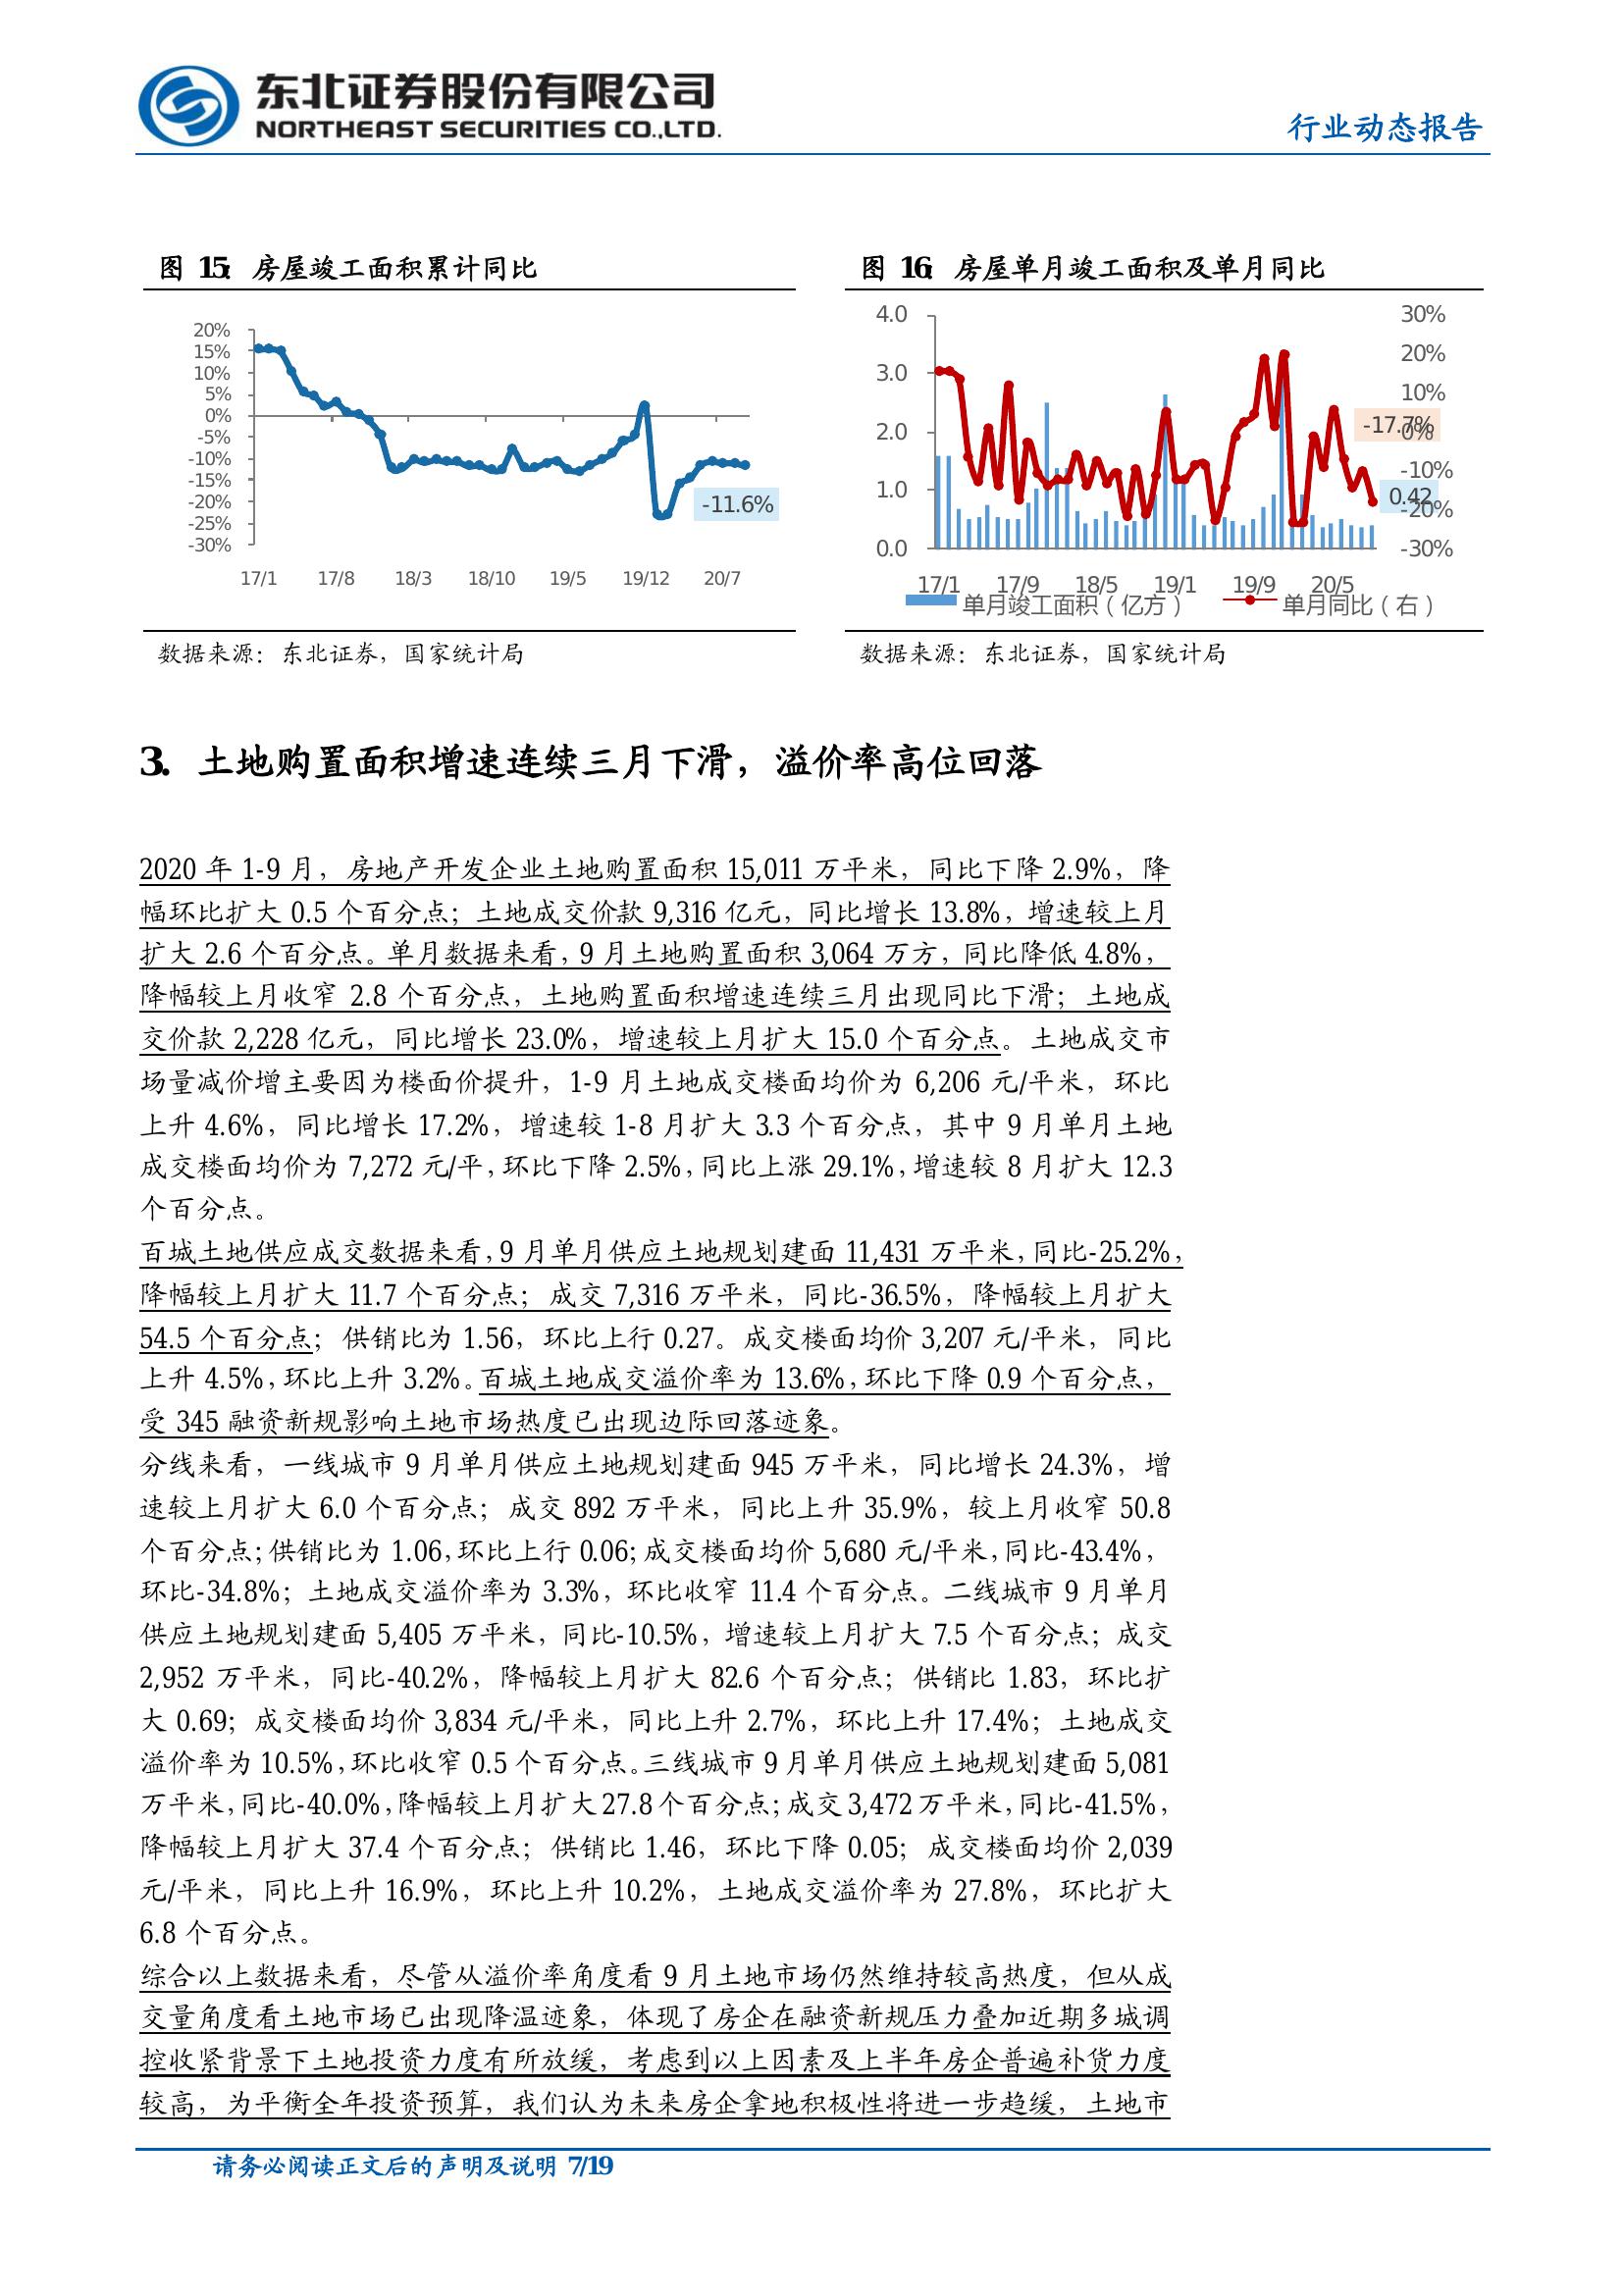 东北证券股份有限公司
NORTHEAST SECURITIES CO.,LTD.
行业动态报告
图 15: 房屋竣工面积累计同比
20%
15%
10%
5%
0%
-5%
-10%
-15%
-20%
-25%
-30%
-11.6%
17/1 17/8 18/3 18/10 19/5 19/12 20/7
数据来源：东北证券，国家统计局
图 16: 房屋单月竣工面积及单月同比
4.0
3.0
2.0
1.0
0.0
30%
20%
10%
0%
-10%
-20%
-30%
-17.7%
0.42
17/1 17/9 18/5 19/1 19/9 20/5
单月竣工面积（亿方） 单月同比（右）
数据来源：东北证券，国家统计局
3. 土地购置面积增速连续三月下滑，溢价率高位回落
2020 年 1-9 月，房地产开发企业土地购置面积 15,011 万平米，同比下降 2.9%，降
幅环比扩大 0.5 个百分点；土地成交价款 9,316 亿元，同比增长 13.8%，增速较上月
扩大 2.6 个百分点。单月数据来看，9 月土地购置面积 3,064 万方，同比降低 4.8%，
降幅较上月收窄 2.8 个百分点，土地购置面积增速连续三月出现同比下滑；土地成
交价款 2,228 亿元，同比增长 23.0%，增速较上月扩大 15.0 个百分点。土地成交市
场量减价增主要因为楼面价提升，1-9 月土地成交楼面均价为 6,206 元/平米，环比
上升 4.6%，同比增长 17.2%，增速较 1-8 月扩大 3.3 个百分点，其中 9 月单月土地
成交楼面均价为 7,272 元/平，环比下降 2.5%，同比上涨 29.1%，增速较 8 月扩大 12.3
个百分点。
百城土地供应成交数据来看，9 月单月供应土地规划建面 11,431 万平米，同比-25.2%，
降幅较上月扩大 11.7 个百分点；成交 7,316 万平米，同比-36.5%，降幅较上月扩大
54.5 个百分点；供销比为 1.56，环比上行 0.27。成交楼面均价 3,207 元/平米，同比
上升 4.5%，环比上升 3.2%。百城土地成交溢价率为 13.6%，环比下降 0.9 个百分点，
受 345 融资新规影响土地市场热度已出现边际回落迹象。
分线来看，一线城市 9 月单月供应土地规划建面 945 万平米，同比增长 24.3%，增
速较上月扩大 6.0 个百分点；成交 892 万平米，同比上升 35.9%，较上月收窄 50.8
个百分点；供销比为 1.06，环比上行 0.06；成交楼面均价 5,680 元/平米，同比-43.4%，
环比-34.8%；土地成交溢价率为 3.3%，环比收窄 11.4 个百分点。二线城市 9 月单月
供应土地规划建面 5,405 万平米，同比-10.5%，增速较上月扩大 7.5 个百分点；成交
2,952 万平米，同比-40.2%，降幅较上月扩大 82.6 个百分点；供销比 1.83，环比扩
大 0.69；成交楼面均价 3,834 元/平米，同比上升 2.7%，环比上升 17.4%；土地成交
溢价率为 10.5%，环比收窄 0.5 个百分点。三线城市 9 月单月供应土地规划建面 5,081
万平米，同比-40.0%，降幅较上月扩大 27.8 个百分点；成交 3,472 万平米，同比-41.5%，
降幅较上月扩大 37.4 个百分点；供销比 1.46，环比下降 0.05；成交楼面均价 2,039
元/平米，同比上升 16.9%，环比上升 10.2%，土地成交溢价率为 27.8%，环比扩大
6.8 个百分点。
综合以上数据来看，尽管从溢价率角度看 9 月土地市场仍然维持较高热度，但从成
交量角度看土地市场已出现降温迹象，体现了房企在融资新规压力叠加近期多城调
控收紧背景下土地投资力度有所放缓，考虑到以上因素及上半年房企普遍补货力度
较高，为平衡全年投资预算，我们认为未来房企拿地积极性将进一步趋缓，土地市
请务必阅读正文后的声明及说明 7/19